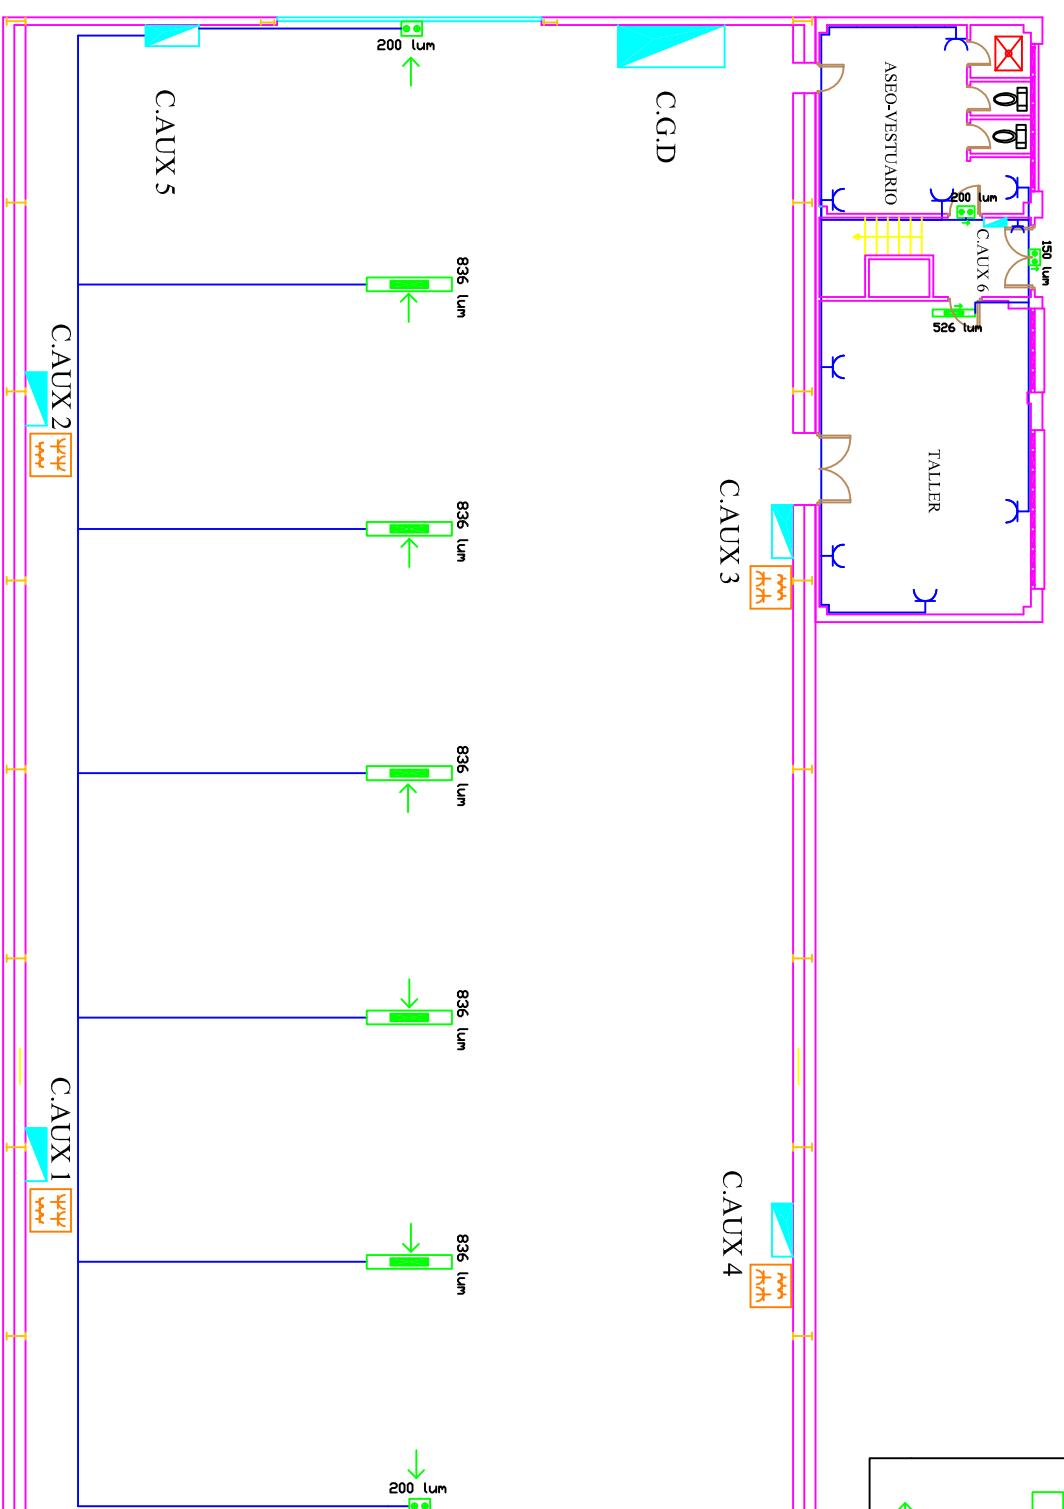 200 lum
C.AUX 5
C.G.D
ASEO-VESTUARIO
200 lum
150 lum
C.AUX 6
526 lum
836 lum
C.AUX 2
TALLER
C.AUX 3
836 lum
836 lum
836 lum
C.AUX 1
C.AUX 4
836 lum
200 lum